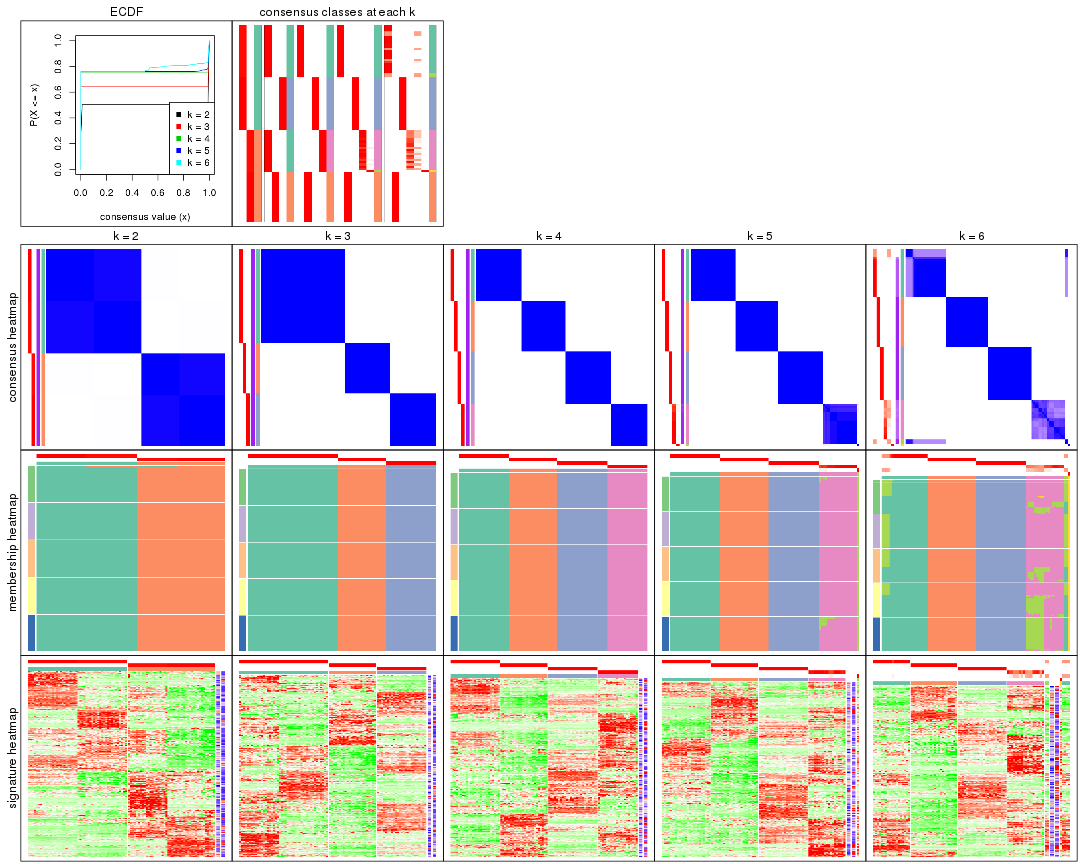 ECDF
consensus classes at each k
P(X <= x)
0.0 0.2 0.4 0.6 0.8 1.0
k = 2
k = 3
k = 4
k = 5
k = 6
0.0 0.2 0.4 0.6 0.8 1.0
consensus value (x)
k = 2
k = 3
k = 4
k = 5
k = 6
consensus heatmap
membership heatmap
signature heatmap